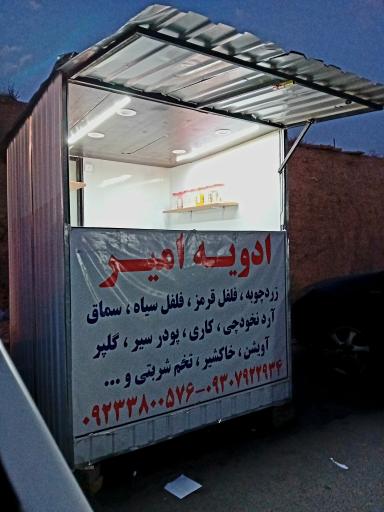 ادویه امیر
زردچوبه ، فلفل قرمز ، فلفل سیاه ، سماق
آرد نخودچی ، کاری ، پودر سیر ، گلپر
آویشن ، خاکشیر ، تخم شربتی و ...
۰۹۲۳۳۸۰۰۵۷۶-۰۹۳۰۷۹۲۲۹۳۴